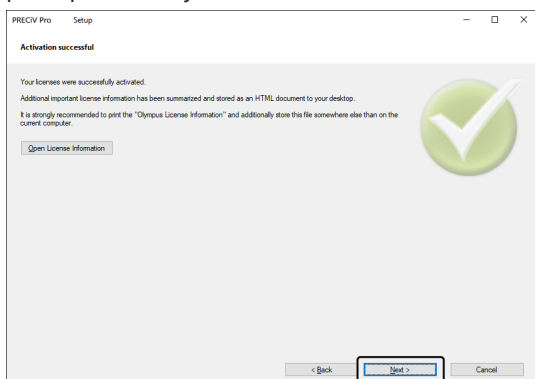 PRECiV Pro Setup
Activation successful
Your licenses were successfully activated.
Additional important license information has been summarized and stored as an HTML document to your desktop.
It is strongly recommended to print the "Olympus License Information" and additionally store this file somewhere else than on the
current computer.
Open License Information
< Back Next > Cancel